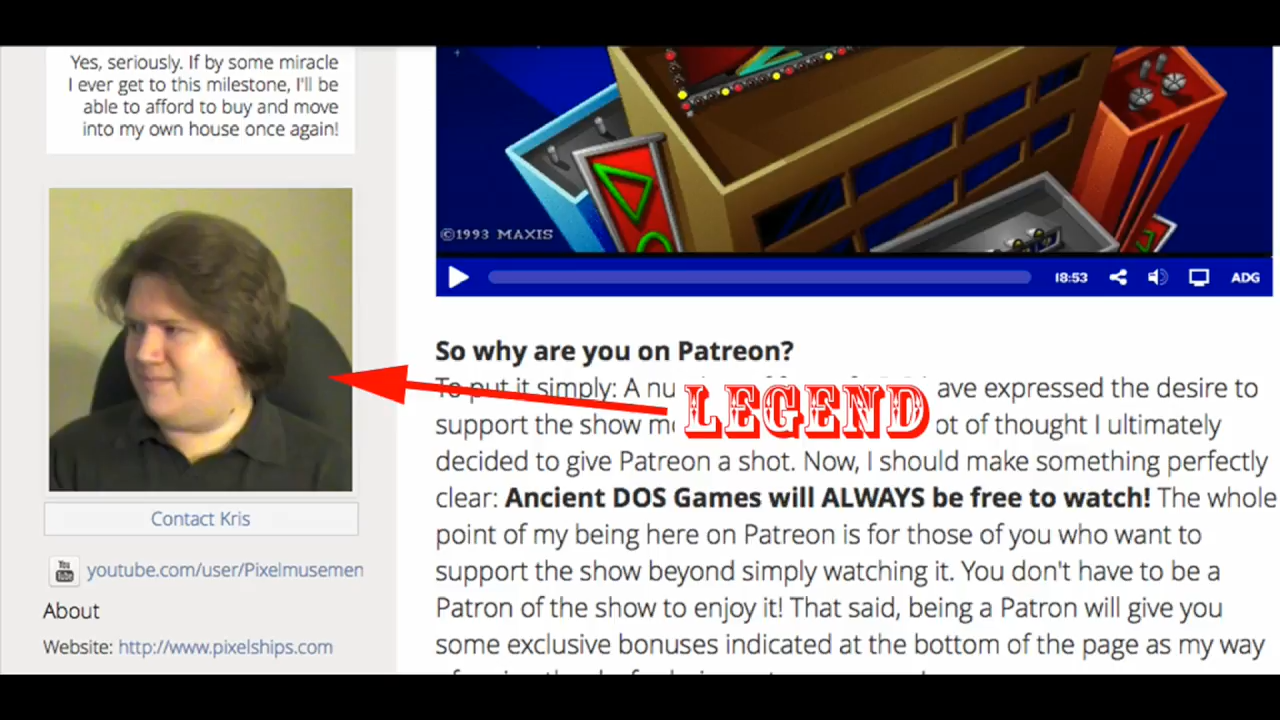 Yes, seriously. If by some miracle
I ever get to this milestone, I'll be
able to afford to buy and move
into my own house once again!
Contact Kris
youtube.com/user/Pixelmusemen
About
Website: http://www.pixelships.com
©1993 MAXIS
18:53
ADG
So why are you on Patreon?
To put it simply: A ave expressed the desire to
LEGEND
support the show ot of thought I ultimately
decided to give Patreon a shot. Now, I should make something perfectly
clear: Ancient DOS Games will ALWAYS be free to watch! The whole
point of my being here on Patreon is for those of you who want to
support the show beyond simply watching it. You don't have to be a
Patron of the show to enjoy it! That said, being a Patron will give you
some exclusive bonuses indicated at the bottom of the page as my way